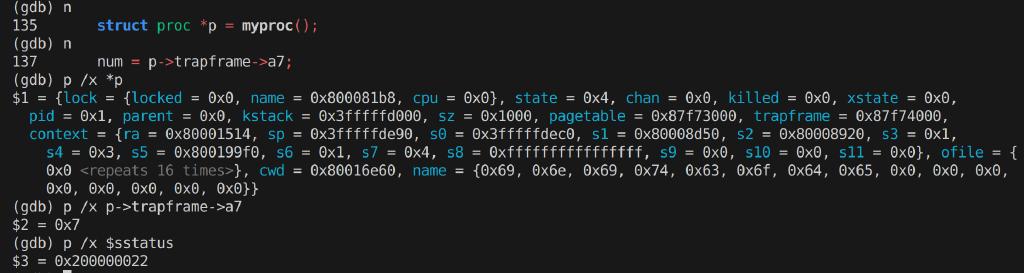 (gdb) n
135         struct proc *p = myproc();
(gdb) n
137         num = p->trapframe->a7;
(gdb) p /x *p
$1 = {lock = {locked = 0x0, name = 0x800081b8, cpu = 0x0}, state = 0x4, chan = 0x0, killed = 0x0, xstate = 0x0,
  pid = 0x1, parent = 0x0, kstack = 0x3fffffd000, sz = 0x1000, pagetable = 0x87f73000, trapframe = 0x87f74000,
  context = {ra = 0x80001514, sp = 0x3fffffde90, s0 = 0x3fffffdec0, s1 = 0x80008d50, s2 = 0x80008920, s3 = 0x1,
    s4 = 0x3, s5 = 0x800199f0, s6 = 0x1, s7 = 0x4, s8 = 0xffffffffffffffff, s9 = 0x0, s10 = 0x0, s11 = 0x0}, ofile = {
    0x0 <repeats 16 times>}, cwd = 0x80016e60, name = {0x69, 0x6e, 0x69, 0x74, 0x63, 0x6f, 0x64, 0x65, 0x0, 0x0, 0x0,
    0x0, 0x0, 0x0, 0x0, 0x0}}
(gdb) p /x p->trapframe->a7
$2 = 0x7
(gdb) p /x $sstatus
$3 = 0x200000022